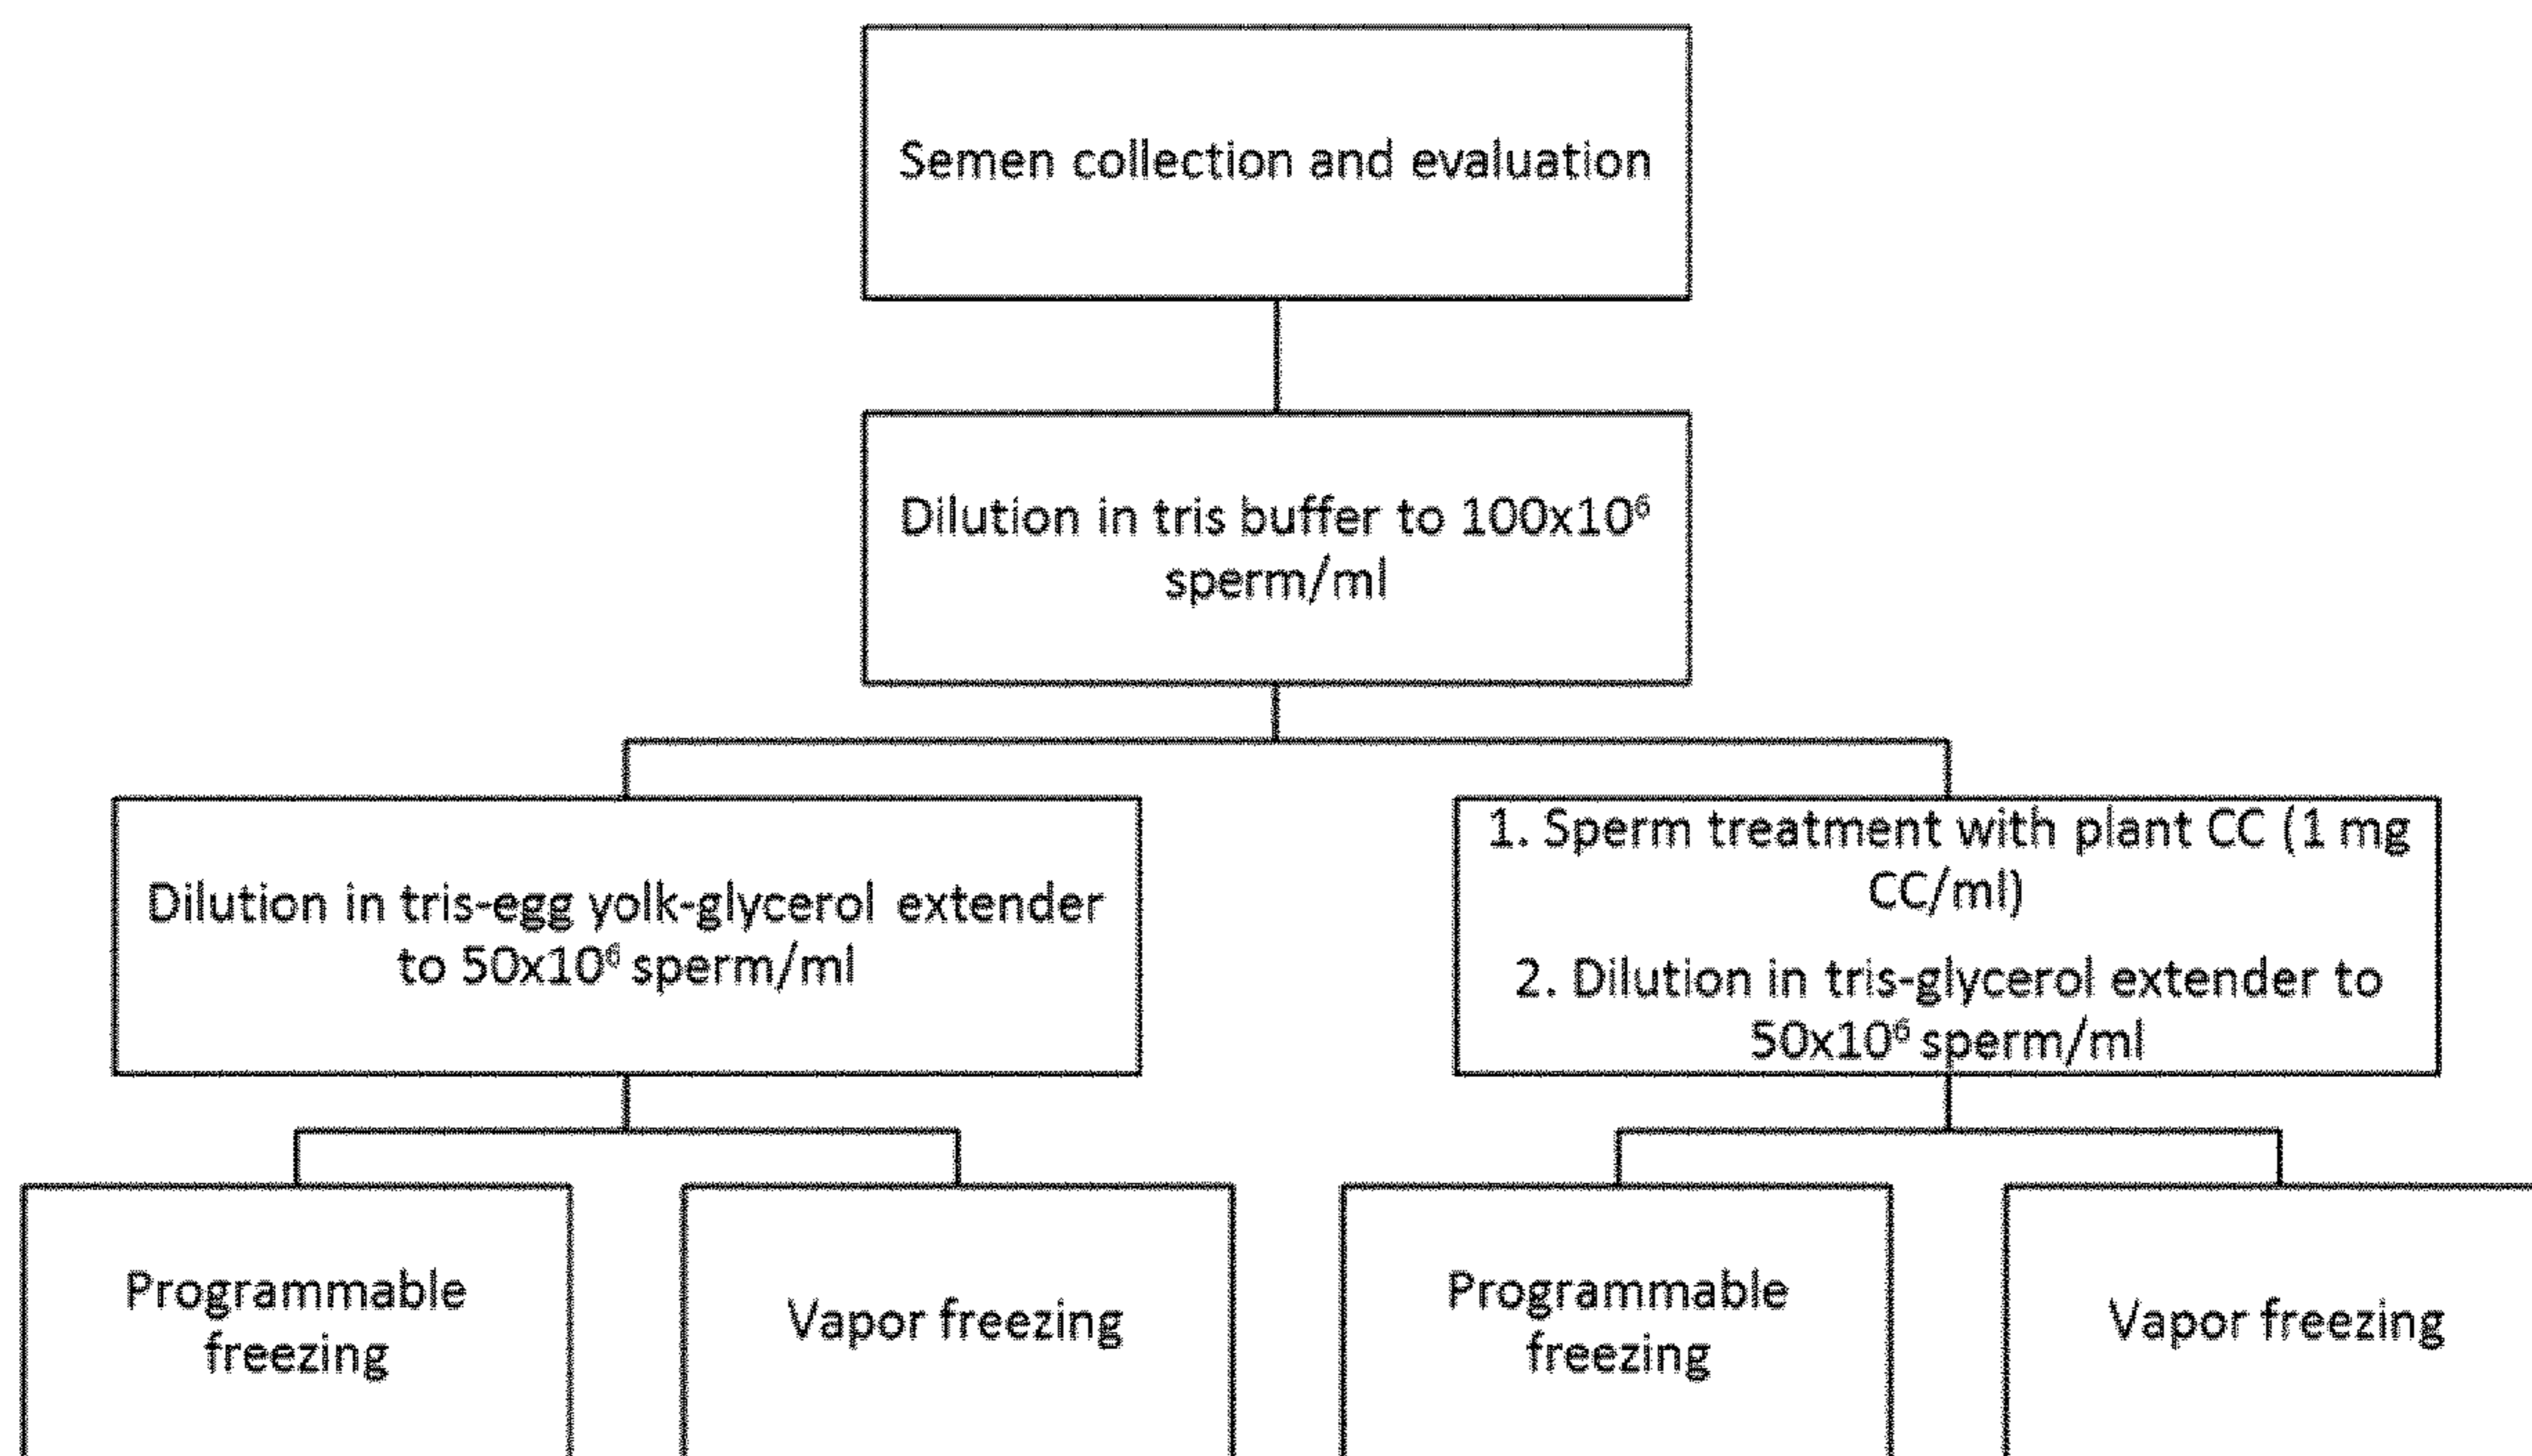 Semen collection and evaluation
Dilution in tris buffer to 100x10⁶
sperm/ml
Dilution in tris-egg yolk-glycerol extender
to 50x10⁶ sperm/ml
1. Sperm treatment with plant CC (1 mg
CC/ml)
2. Dilution in tris-glycerol extender to
50x10⁶ sperm/ml
Programmable
freezing
Vapor freezing
Programmable
freezing
Vapor freezing